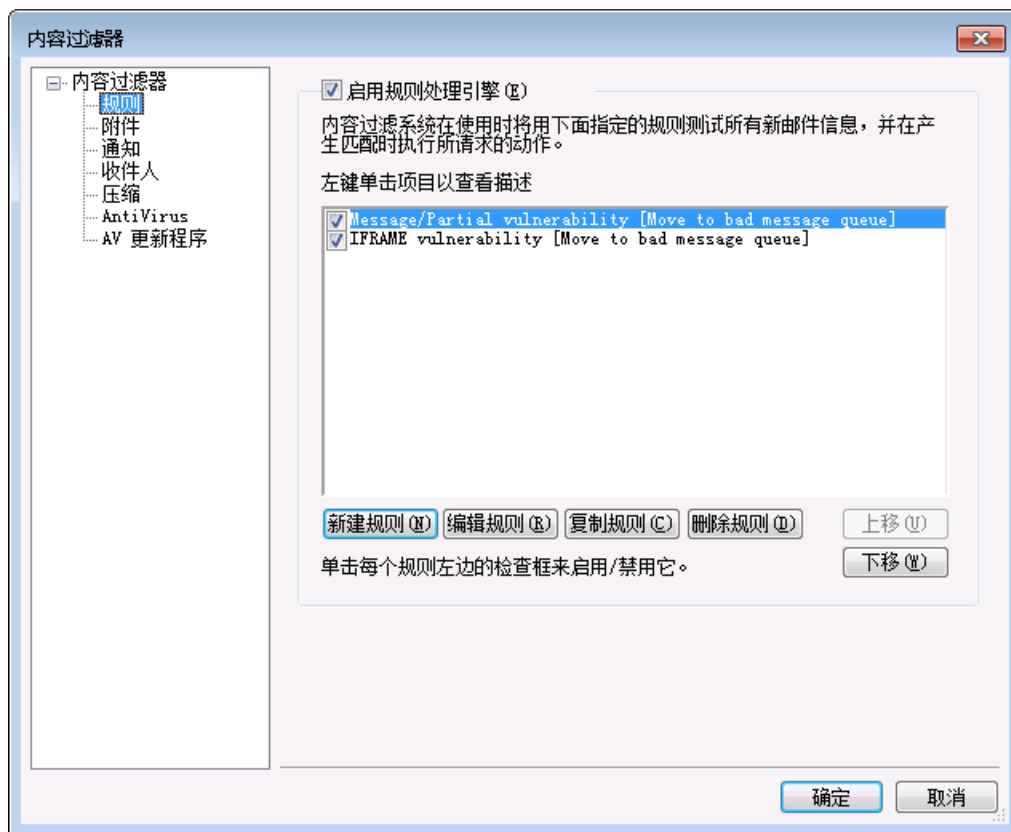 内容过滤器
内容过滤器
规则
附件
通知
收件人
压缩
AntiVirus
AV 更新程序
启用规则处理引擎(E)
内容过滤系统在使用时将用下面指定的规则测试所有新邮件信息，并在产
生匹配时执行所请求的动作。
左键单击项目以查看描述
Message/Partial vulnerability [Move to bad message queue]
IFRAME vulnerability [Move to bad message queue]
新建规则(N) 编辑规则(R) 复制规则(C) 删除规则(D) 上移(U)
单击每个规则左边的检查框来启用/禁用它。 下移(W)
确定 取消